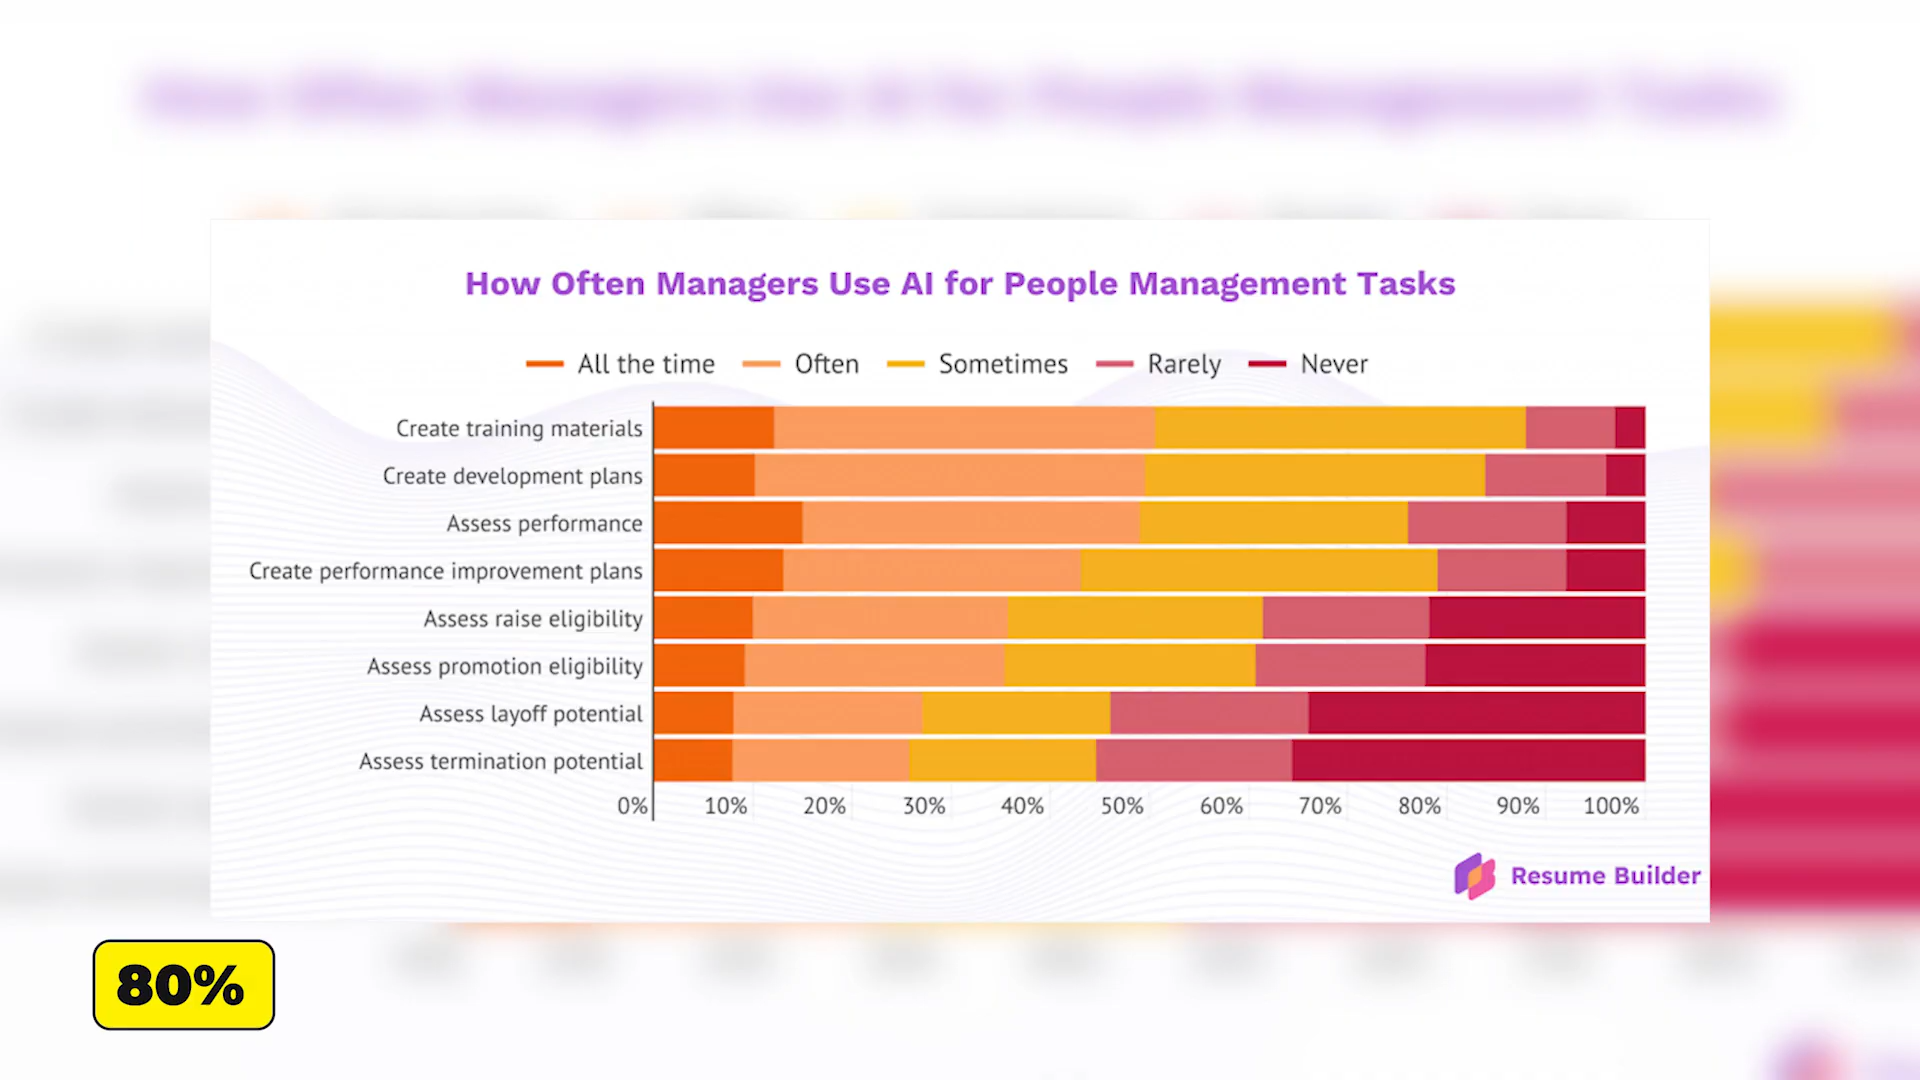 How Often Managers Use AI for People Management Tasks
All the time Often Sometimes Rarely Never
Create training materials
Create development plans
Assess performance
Create performance improvement plans
Assess raise eligibility
Assess promotion eligibility
Assess layoff potential
Assess termination potential
0% 10% 20% 30% 40% 50% 60% 70% 80% 90% 100%
Resume Builder
80%